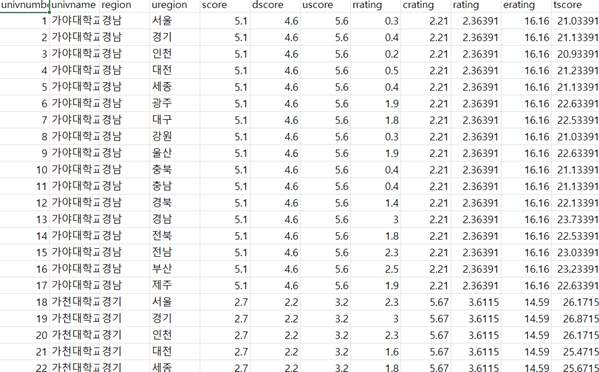 univnumbe univname region uregion score dscore uscore rrating crating rating erating tscore
1 가야대학교 경남 서울 5.1 4.6 5.6 0.3 2.21 2.36391 16.16 21.03391
2 가야대학교 경남 경기 5.1 4.6 5.6 0.4 2.21 2.36391 16.16 21.13391
3 가야대학교 경남 인천 5.1 4.6 5.6 0.2 2.21 2.36391 16.16 20.93391
4 가야대학교 경남 대전 5.1 4.6 5.6 0.5 2.21 2.36391 16.16 21.23391
5 가야대학교 경남 세종 5.1 4.6 5.6 0.4 2.21 2.36391 16.16 21.13391
6 가야대학교 경남 광주 5.1 4.6 5.6 1.9 2.21 2.36391 16.16 22.63391
7 가야대학교 경남 대구 5.1 4.6 5.6 1.8 2.21 2.36391 16.16 22.53391
8 가야대학교 경남 강원 5.1 4.6 5.6 0.3 2.21 2.36391 16.16 21.03391
9 가야대학교 경남 울산 5.1 4.6 5.6 1.9 2.21 2.36391 16.16 22.63391
10 가야대학교 경남 충북 5.1 4.6 5.6 0.4 2.21 2.36391 16.16 21.13391
11 가야대학교 경남 충남 5.1 4.6 5.6 0.4 2.21 2.36391 16.16 21.13391
12 가야대학교 경남 경북 5.1 4.6 5.6 1.4 2.21 2.36391 16.16 22.13391
13 가야대학교 경남 경남 5.1 4.6 5.6 3 2.21 2.36391 16.16 23.73391
14 가야대학교 경남 전북 5.1 4.6 5.6 1.8 2.21 2.36391 16.16 22.53391
15 가야대학교 경남 전남 5.1 4.6 5.6 2.3 2.21 2.36391 16.16 23.03391
16 가야대학교 경남 부산 5.1 4.6 5.6 2.5 2.21 2.36391 16.16 23.23391
17 가야대학교 경남 제주 5.1 4.6 5.6 1.9 2.21 2.36391 16.16 22.63391
18 가천대학교 경기 서울 2.7 2.2 3.2 2.3 5.67 3.6115 14.59 26.1715
19 가천대학교 경기 경기 2.7 2.2 3.2 3 5.67 3.6115 14.59 26.8715
20 가천대학교 경기 인천 2.7 2.2 3.2 2.3 5.67 3.6115 14.59 26.1715
21 가천대학교 경기 대전 2.7 2.2 3.2 1.6 5.67 3.6115 14.59 25.4715
22 가천대학교 경기 세종 2.7 2.2 3.2 1.8 5.67 3.6115 14.59 25.6715